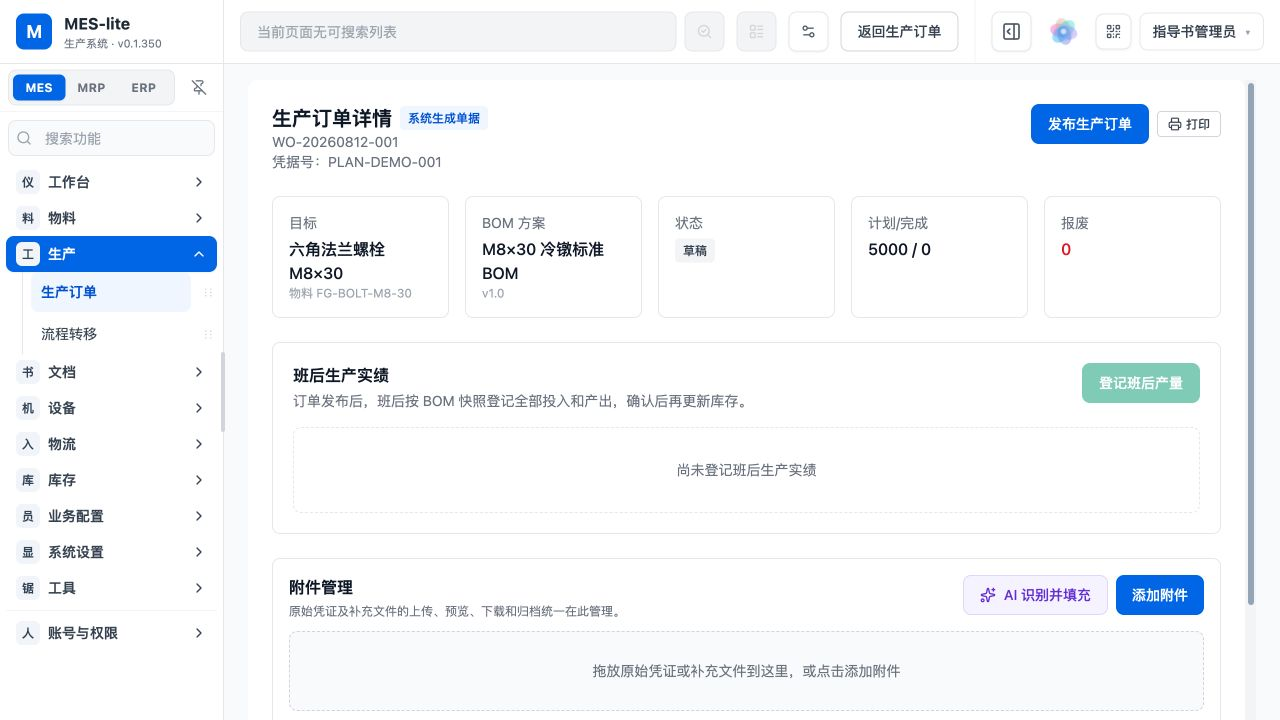 M
MES-lite
生产系统 · v0.1.350
MES
MRP
ERP
搜索功能
仪 工作台
料 物料
工 生产
生产订单
流程转移
书 文档
机 设备
入 物流
库 库存
员 业务配置
显 系统设置
锯 工具
人 账号与权限
当前页面无可搜索列表
返回生产订单
指导书管理员
生产订单详情 系统生成单据
WO-20260812-001
凭据号：PLAN-DEMO-001
发布生产订单
打印
目标
六角法兰螺栓
M8×30
物料 FG-BOLT-M8-30
BOM 方案
M8×30 冷镦标准
BOM
v1.0
状态
草稿
计划/完成
5000 / 0
报废
0
班后生产实绩
订单发布后，班后按 BOM 快照登记全部投入和产出，确认后再更新库存。
登记班后产量
尚未登记班后生产实绩
附件管理
原始凭证及补充文件的上传、预览、下载和归档统一在此管理。
AI 识别并填充
添加附件
拖放原始凭证或补充文件到这里，或点击添加附件